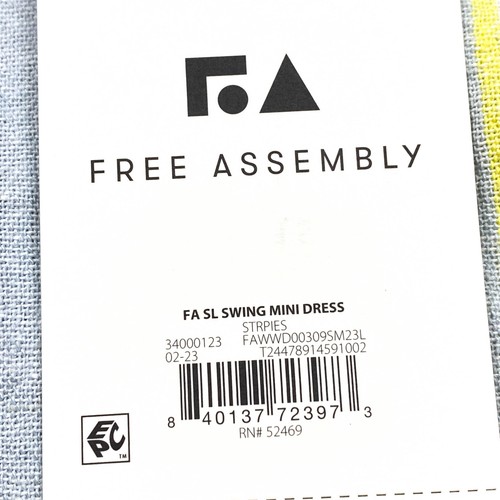 FREE ASSEMBLY
FA SL SWING MINI DRESS
STRPIES
34000123 FAWWD00309SM23L
02-23 T24478914591002
8 40137 72397 3
RN# 52469
EPC TM